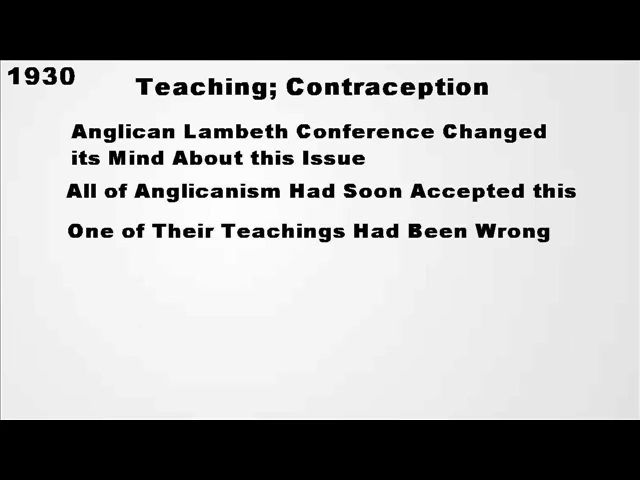 1930
Teaching; Contraception
Anglican Lambeth Conference Changed
its Mind About this Issue
All of Anglicanism Had Soon Accepted this
One of Their Teachings Had Been Wrong